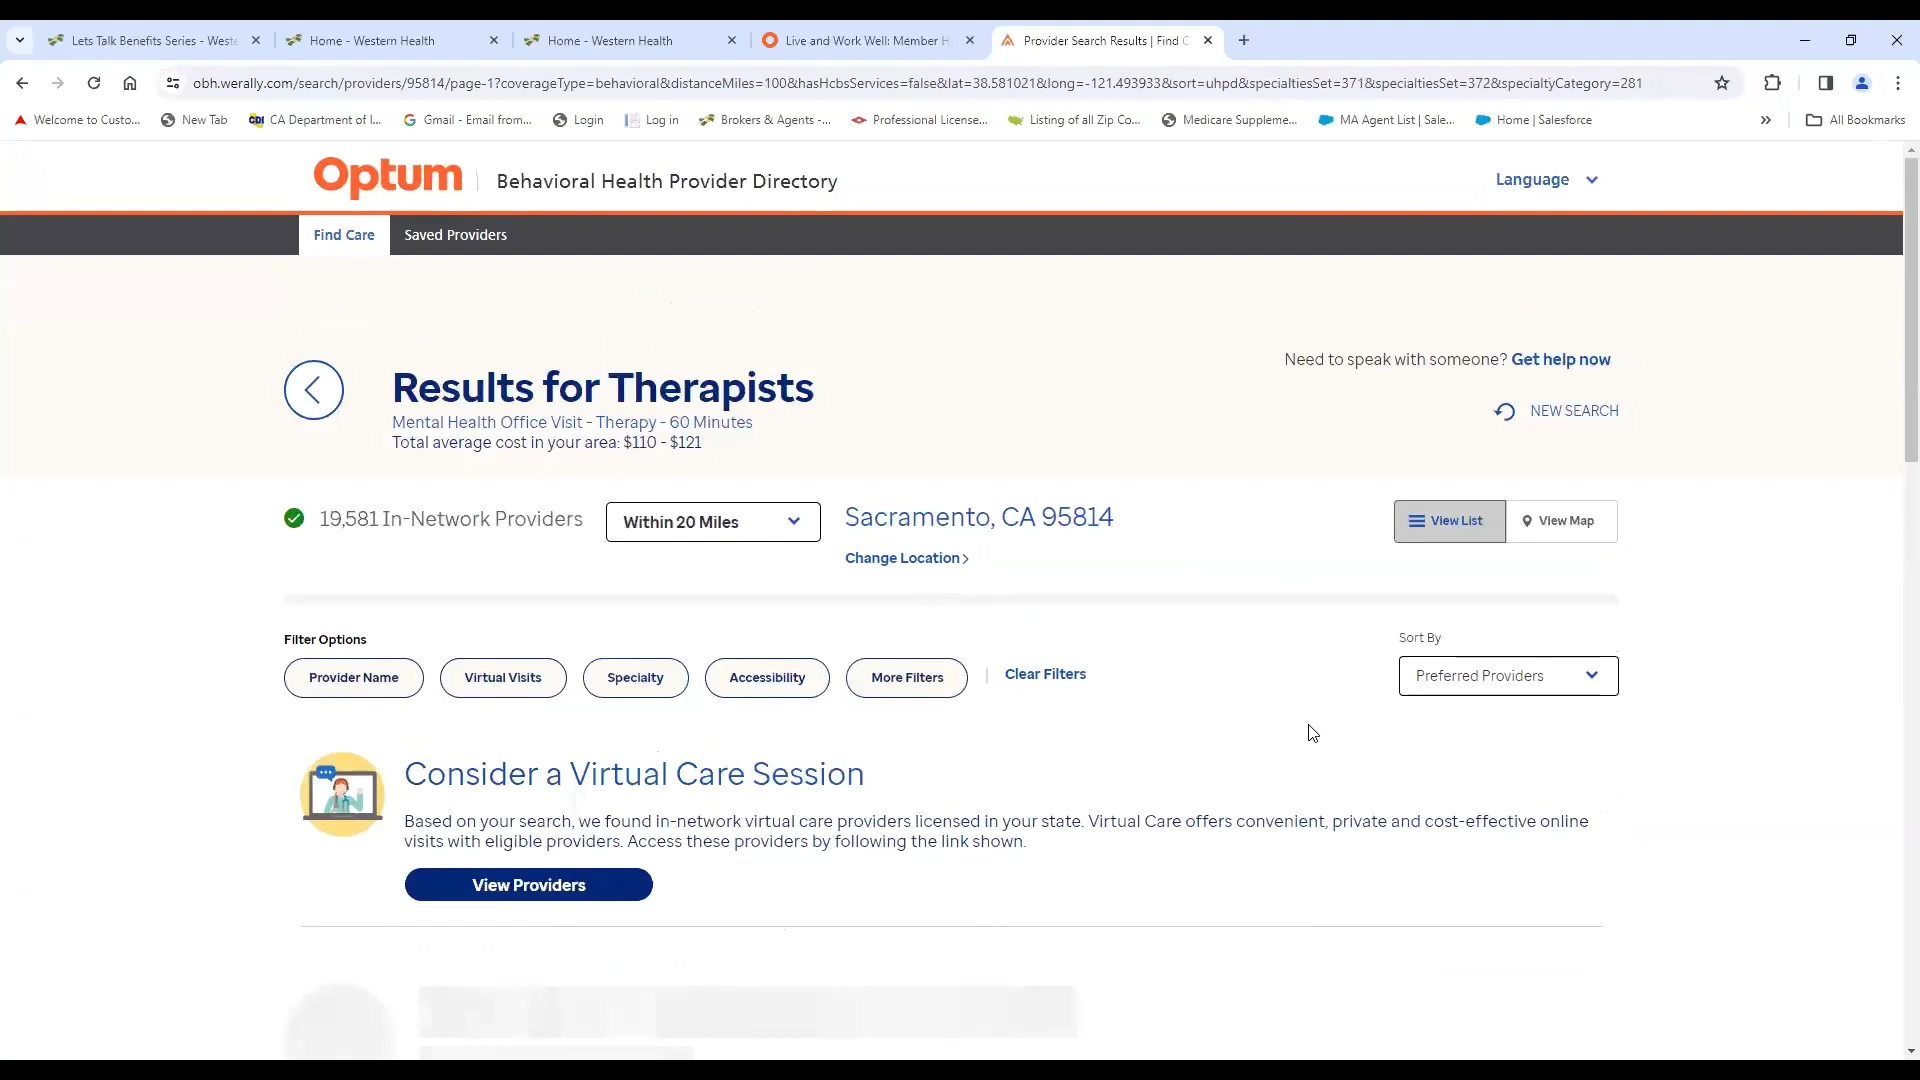 Lets Talk Benefits Series - Weste
Home - Western Health
Home - Western Health
Live and Work Well: Member H
Provider Search Results | Find C
obh.werally.com/search/providers/95814/page-1?coverageType=behavioral&distanceMiles=100&hasHcbsServices=false&lat=38.581021&long=-121.493933&sort=uhpd&specialtiesSet=371&specialtiesSet=372&specialtyCategory=281
Welcome to Custo...
New Tab
CDI CA Department of I...
Gmail - Email from...
Login
Log in
Brokers & Agents -...
Professional License...
Listing of all Zip Co...
Medicare Suppleme...
MA Agent List | Sale...
Home | Salesforce
All Bookmarks
Optum
Behavioral Health Provider Directory
Language
Find Care
Saved Providers
Need to speak with someone? Get help now
Results for Therapists
NEW SEARCH
Mental Health Office Visit - Therapy - 60 Minutes
Total average cost in your area: $110 - $121
19,581 In-Network Providers
Within 20 Miles
Sacramento, CA 95814
View List
View Map
Change Location
Filter Options
Sort By
Provider Name
Virtual Visits
Specialty
Accessibility
More Filters
Clear Filters
Preferred Providers
Consider a Virtual Care Session
Based on your search, we found in-network virtual care providers licensed in your state. Virtual Care offers convenient, private and cost-effective online
visits with eligible providers. Access these providers by following the link shown.
View Providers